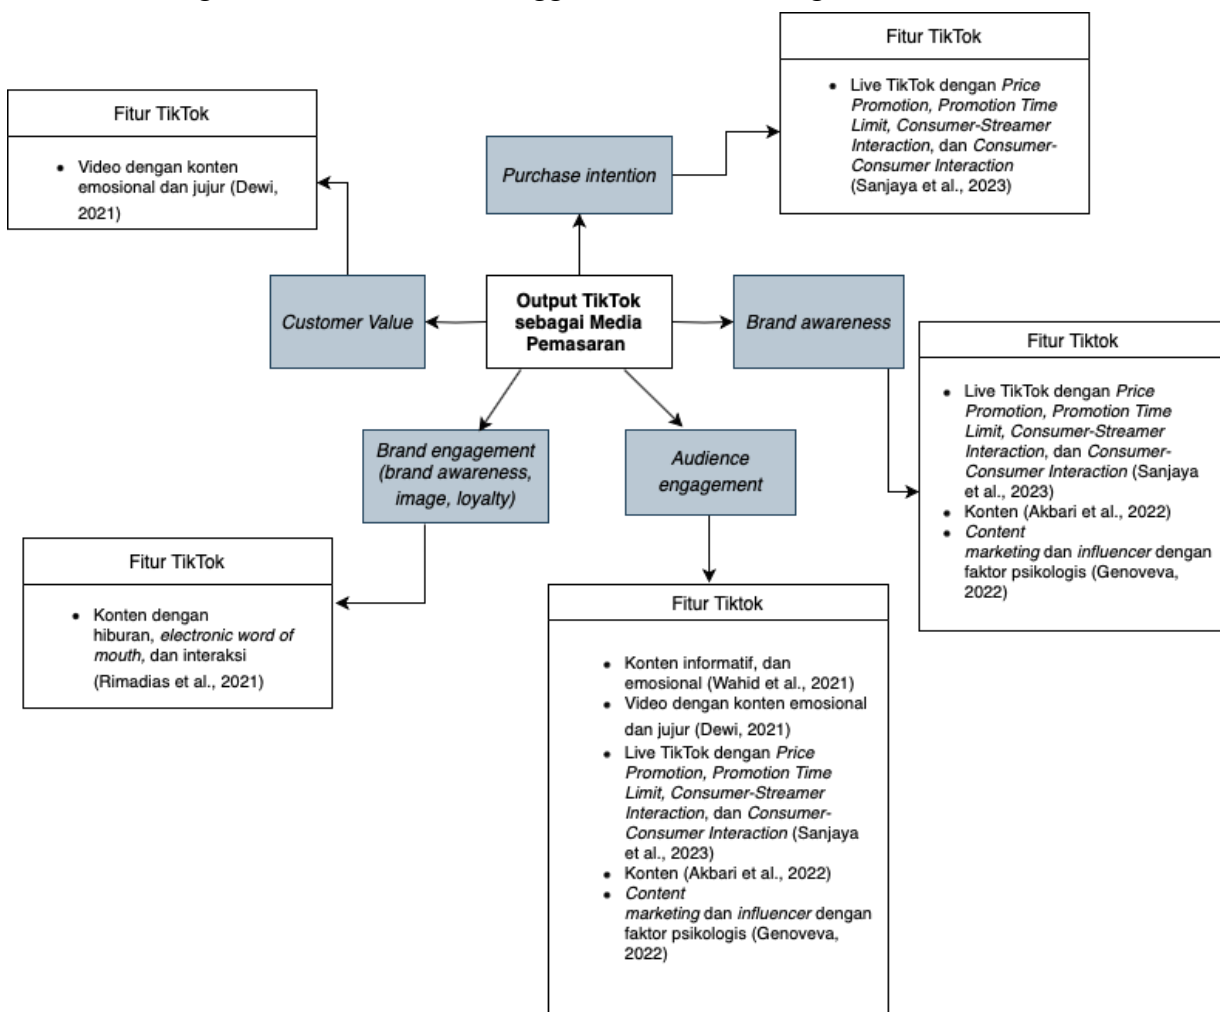 Fitur TikTok
Live TikTok dengan Price
Promotion, Promotion Time
Limit, Consumer-Streamer
Interaction, dan Consumer-
Consumer Interaction
(Sanjaya et al., 2023)
Fitur TikTok
Video dengan konten
emosional dan jujur (Dewi,
2021)
Purchase intention
Customer Value
Output TikTok
sebagai Media
Pemasaran
Brand awareness
Fitur Tiktok
Live TikTok dengan Price
Promotion, Promotion Time
Limit, Consumer-Streamer
Interaction, dan Consumer-
Consumer Interaction (Sanjaya
et al., 2023)
Konten (Akbari et al., 2022)
Content
marketing dan influencer dengan
faktor psikologis (Genoveva,
2022)
Brand engagement
(brand awareness,
image, loyalty)
Audience
engagement
Fitur TikTok
Konten dengan
hiburan, electronic word of
mouth, dan interaksi
(Rimadias et al., 2021)
Fitur Tiktok
Konten informatif, dan
emosional (Wahid et al., 2021)
Video dengan konten emosional
dan jujur (Dewi, 2021)
Live TikTok dengan Price
Promotion, Promotion Time
Limit, Consumer-Streamer
Interaction, dan Consumer-
Consumer Interaction (Sanjaya
et al., 2023)
Konten (Akbari et al., 2022)
Content
marketing dan influencer dengan
faktor psikologis (Genoveva,
2022)